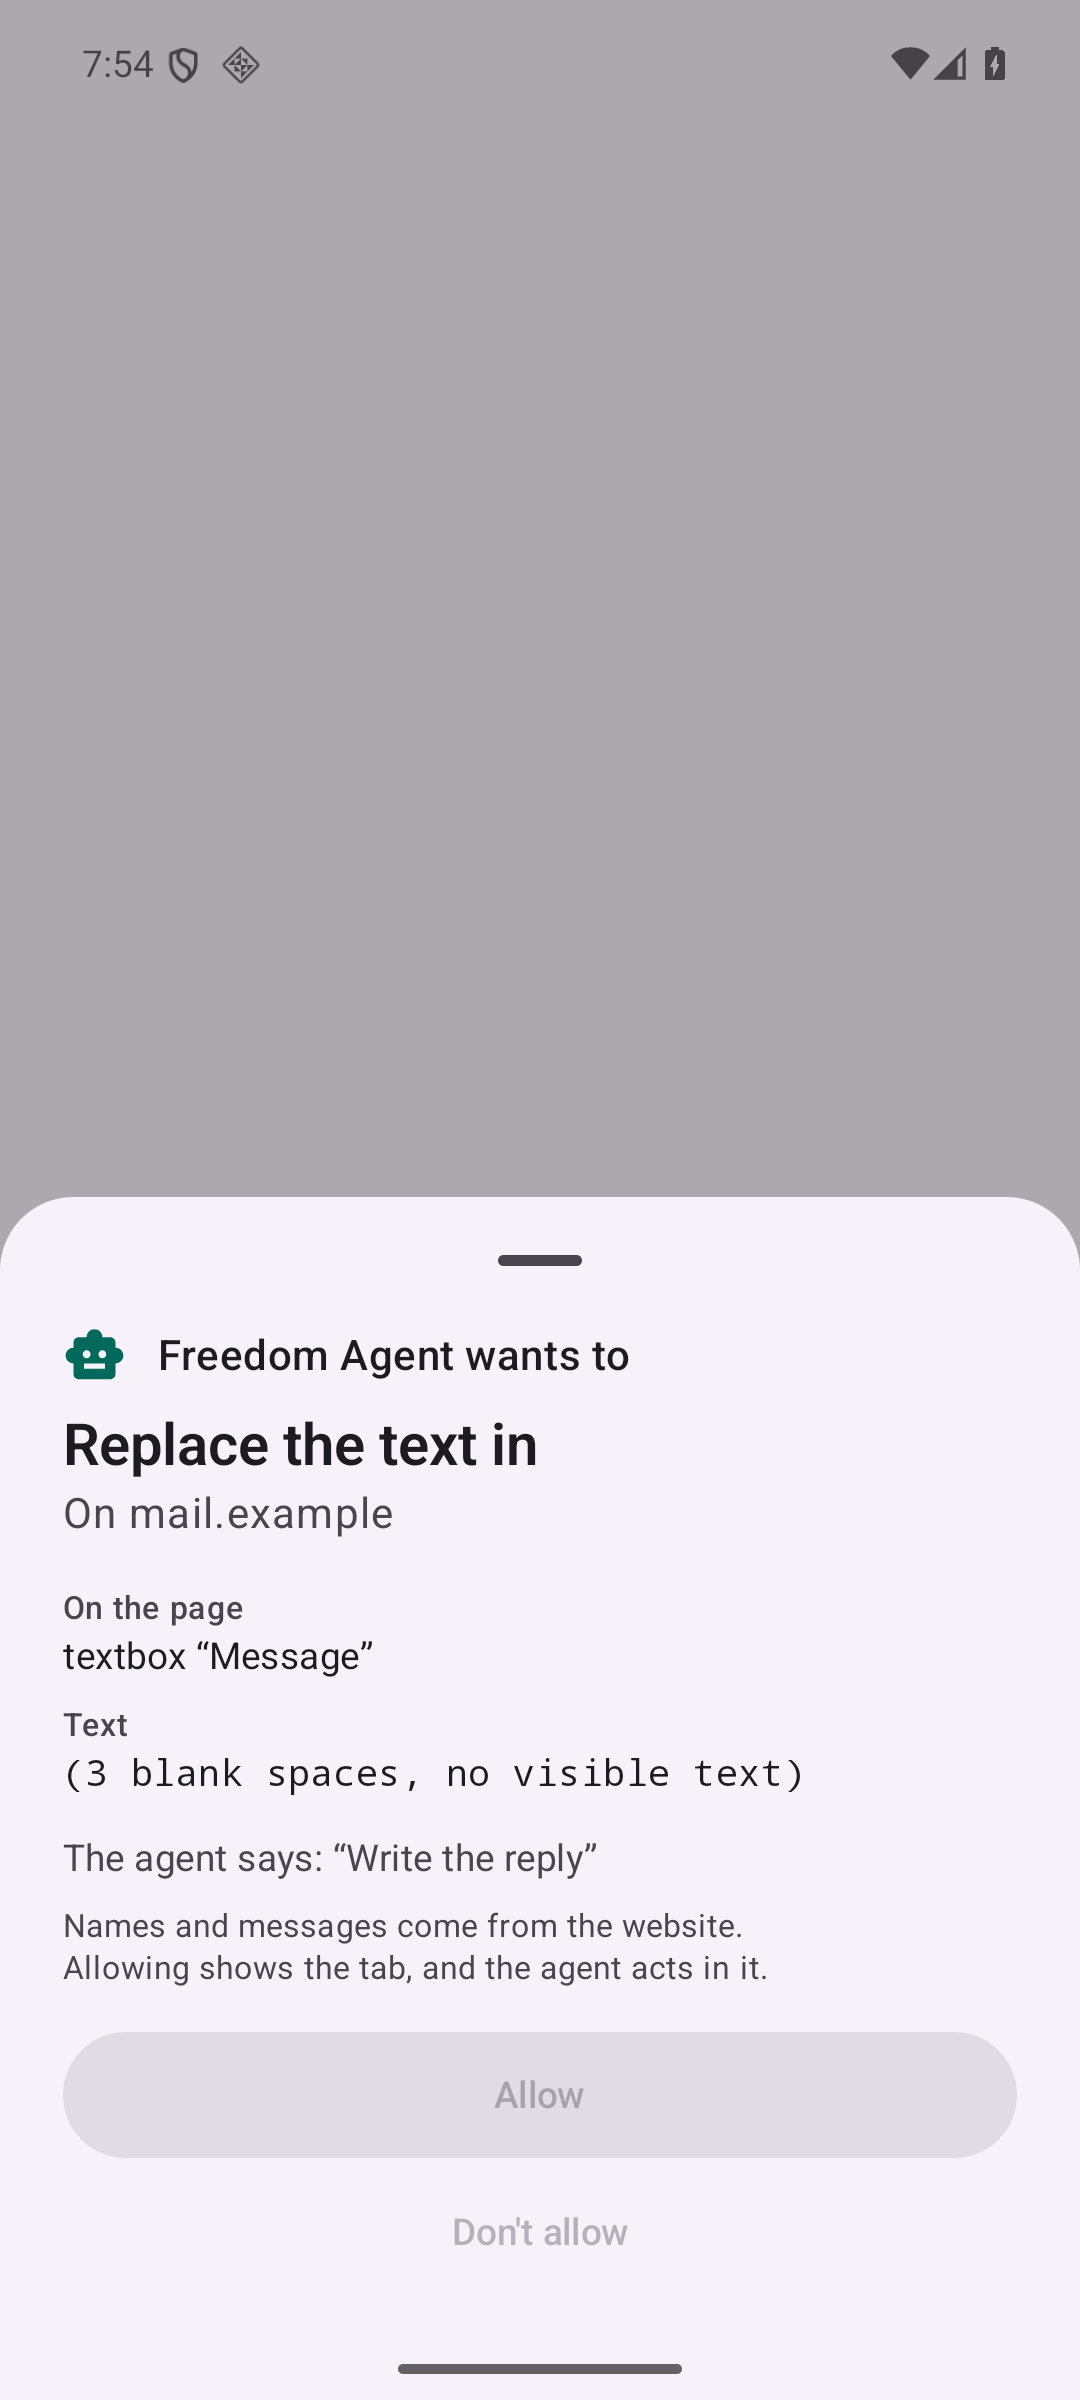 7:54
Freedom Agent wants to
Replace the text in
On mail.example
On the page
textbox “Message”
Text
(3 blank spaces, no visible text)
The agent says: “Write the reply”
Names and messages come from the website.
Allowing shows the tab, and the agent acts in it.
Allow
Don't allow